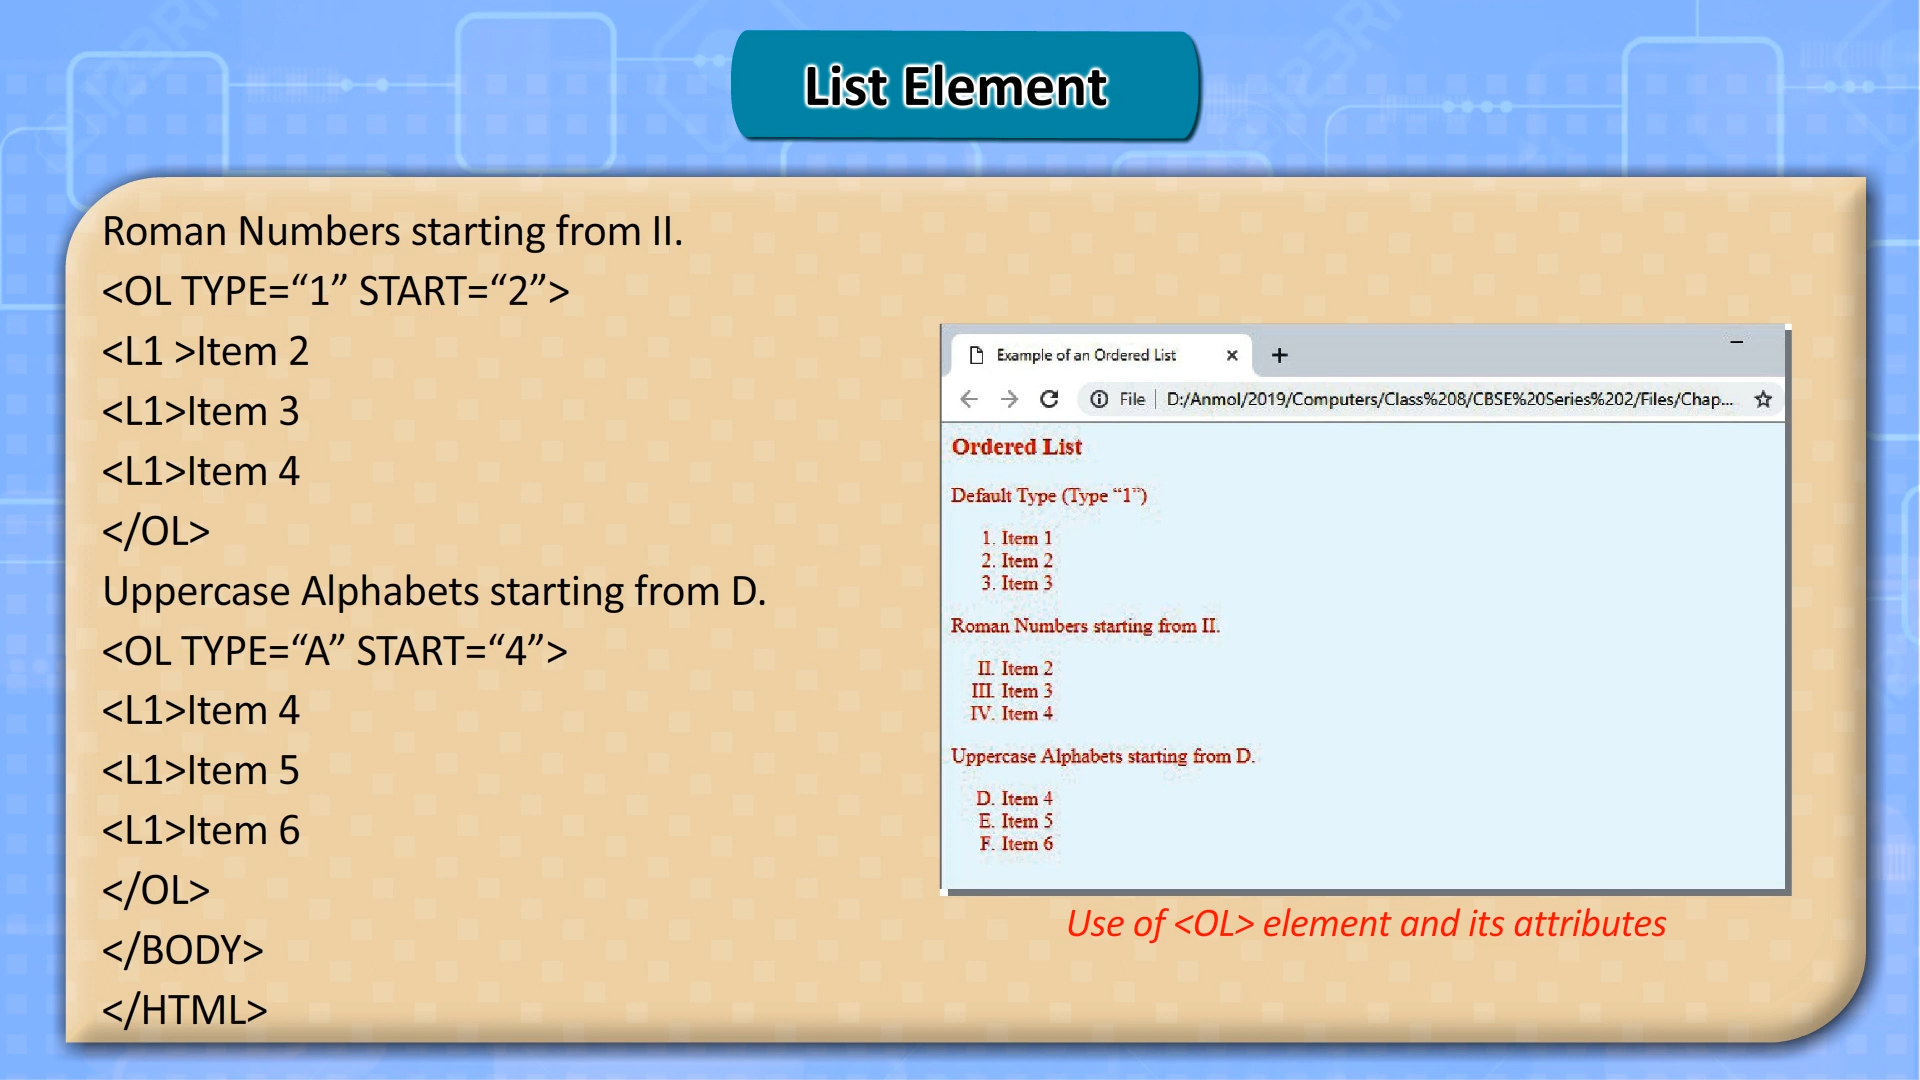 List Element
Roman Numbers starting from II.
<OL TYPE=“1” START=“2”>
<L1 >Item 2
<L1>Item 3
<L1>Item 4
</OL>
Uppercase Alphabets starting from D.
<OL TYPE=“A” START=“4”>
<L1>Item 4
<L1>Item 5
<L1>Item 6
</OL>
</BODY>
</HTML>
Example of an Ordered List
File D:/Anmol/2019/Computers/Class%208/CBSE%20Series%202/Files/Chap...
Ordered List
Default Type (Type “1”)
1. Item 1
2. Item 2
3. Item 3
Roman Numbers starting from II.
II. Item 2
III. Item 3
IV. Item 4
Uppercase Alphabets starting from D.
D. Item 4
E. Item 5
F. Item 6
Use of <OL> element and its attributes